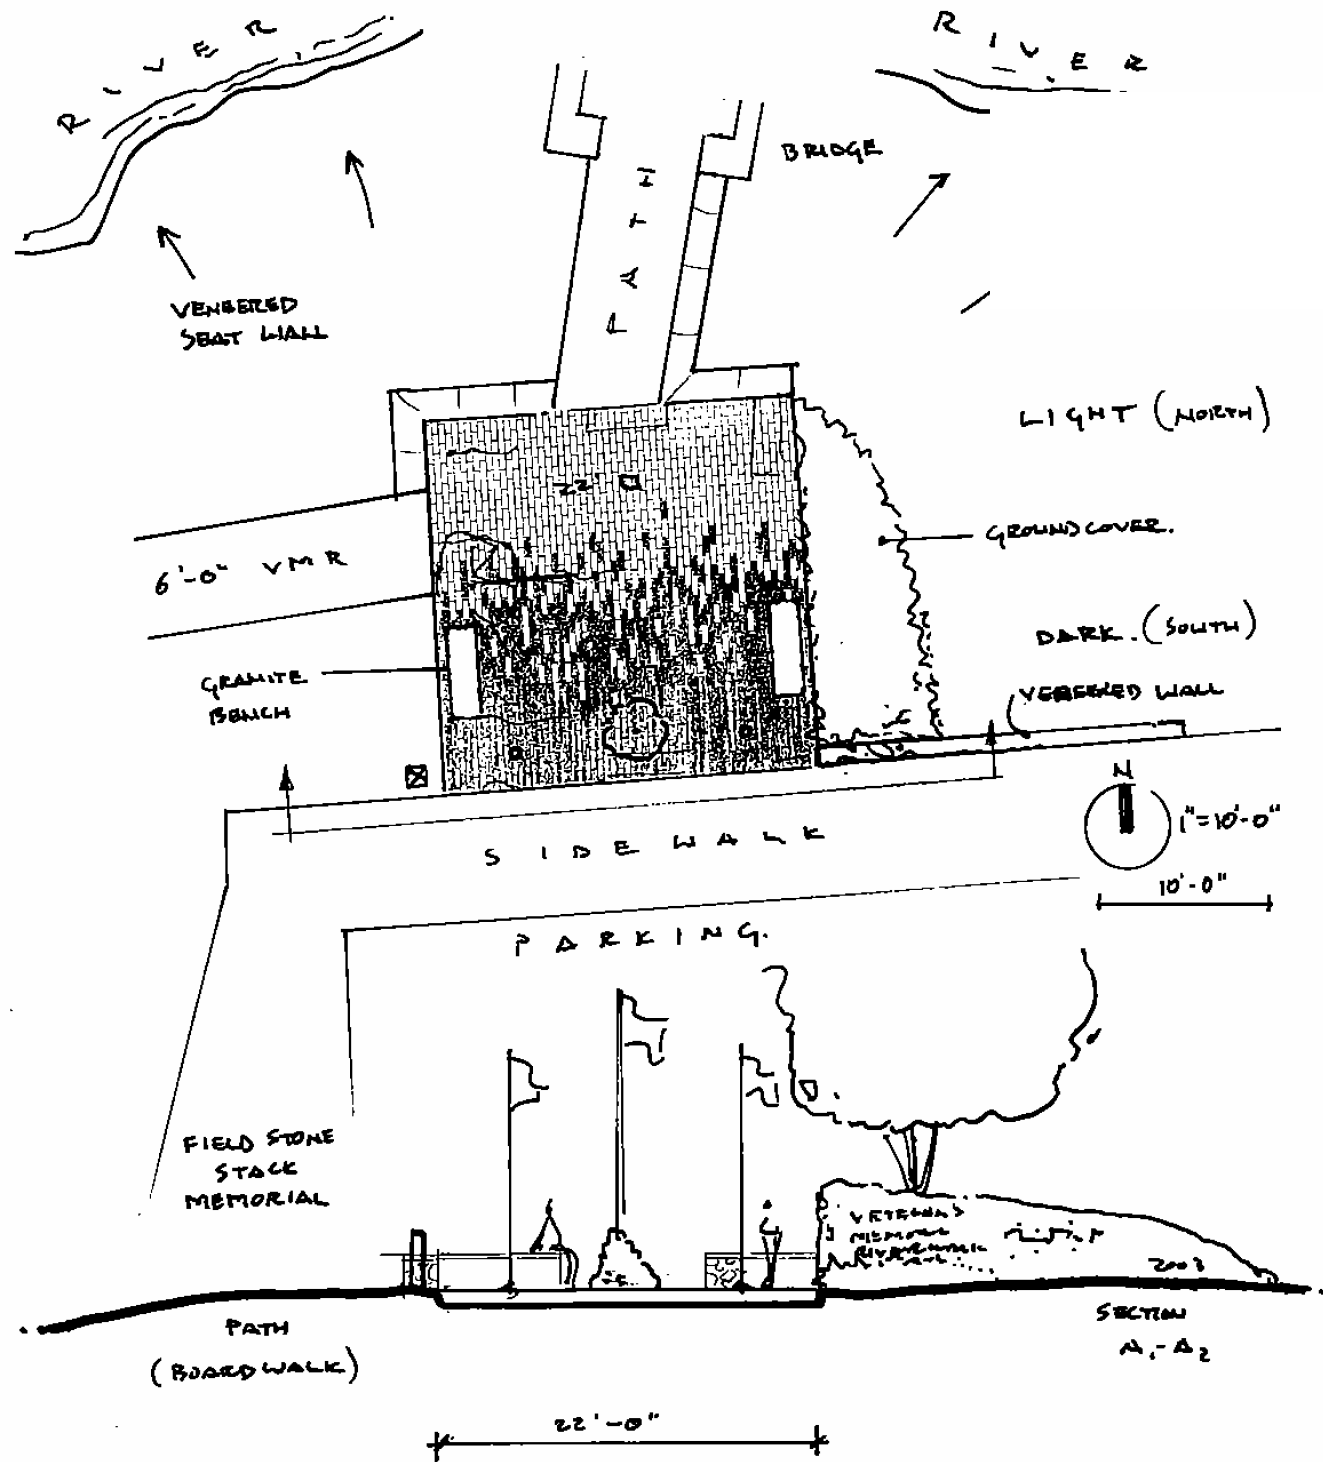 RIVER
RIVER
BRIDGE
PATH
VENEERED
SEAT WALL
LIGHT (NORTH)
22'
GROUNDCOVER.
6'-0" VMR
DARK. (SOUTH)
GRANITE
BENCH
VENEERED WALL
N
1"=10'-0"
SIDEWALK
10'-0"
PARKING.
FIELD STONE
STACK
MEMORIAL
VETERANS
MEMORIAL
RIVERWALK
2003
PATH
(BOARDWALK)
SECTION
A1-A2
22'-0"